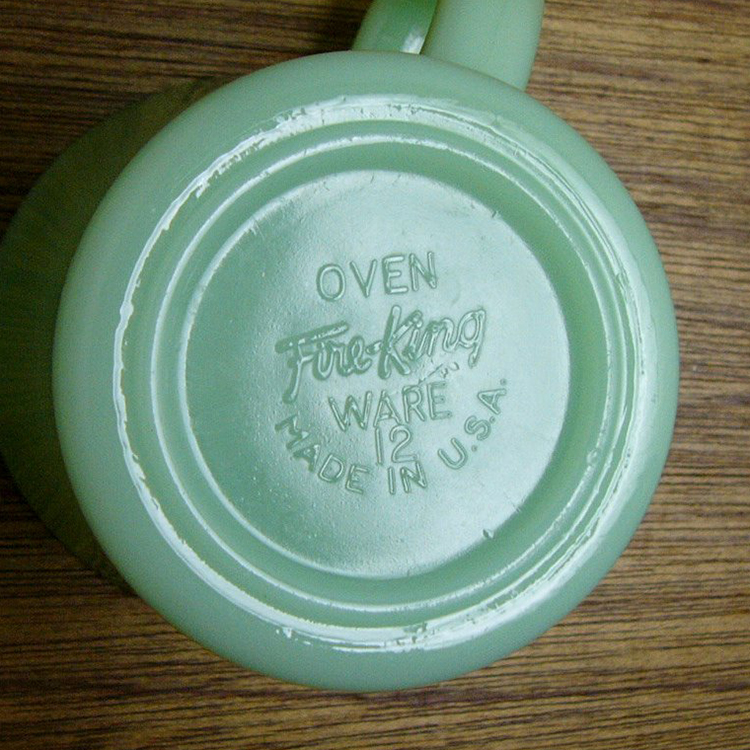 OVEN
Fire-King
WARE
12
MADE IN U.S.A.